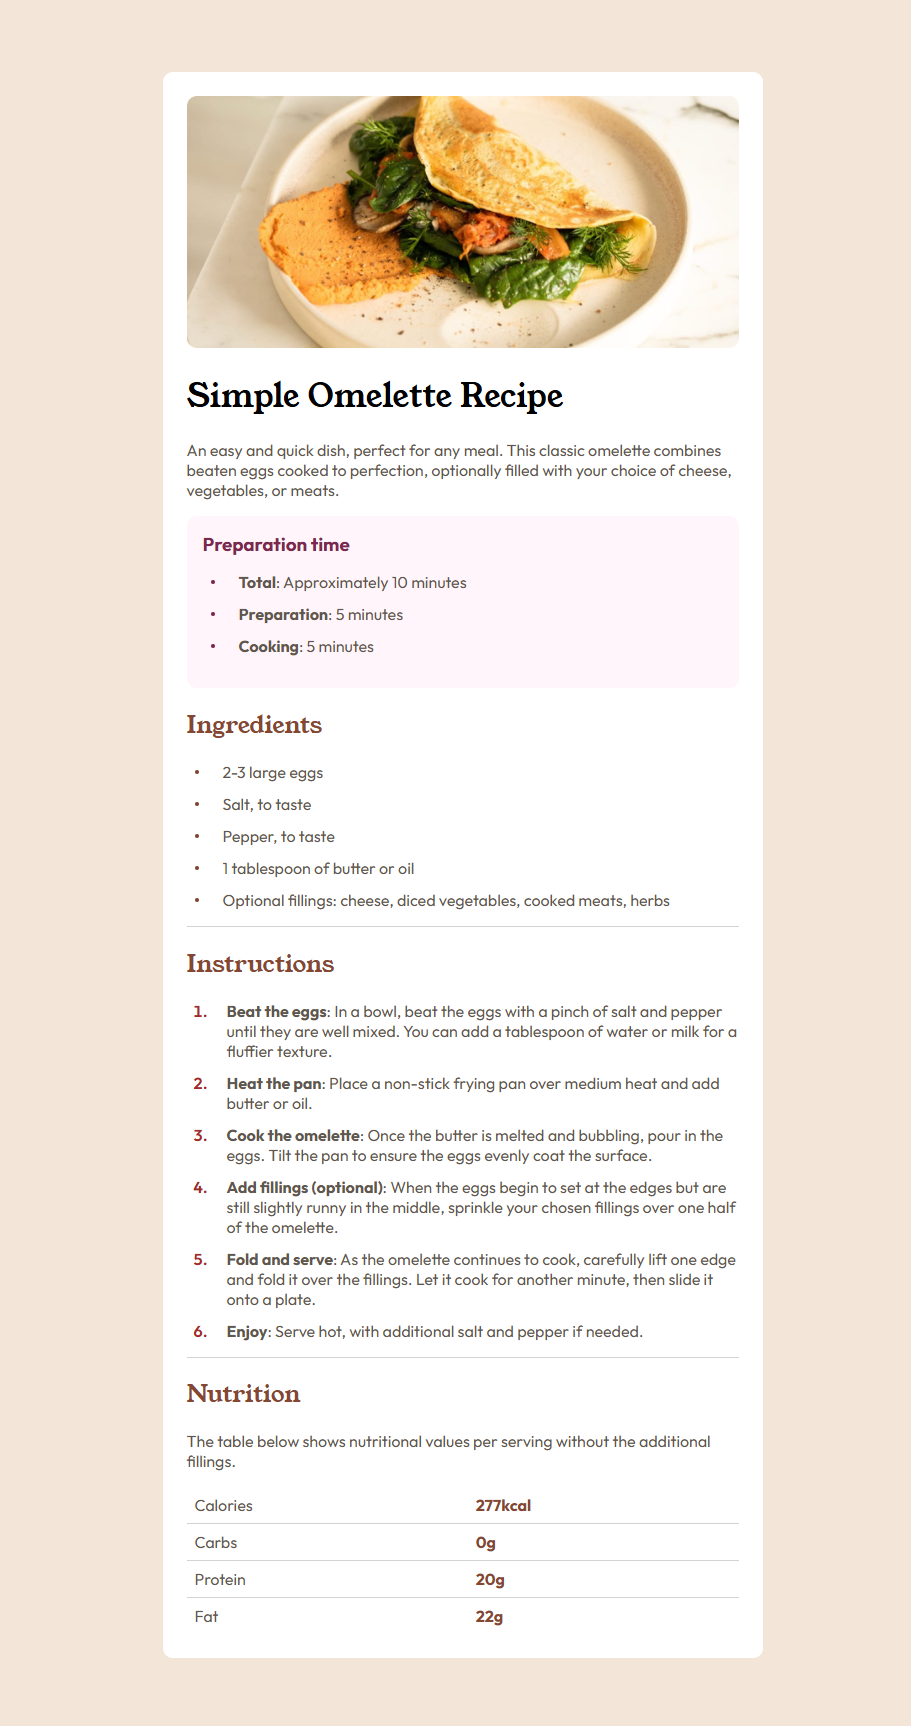 Simple Omelette Recipe
An easy and quick dish, perfect for any meal. This classic omelette combines
beaten eggs cooked to perfection, optionally filled with your choice of cheese,
vegetables, or meats.
Preparation time
• Total: Approximately 10 minutes
• Preparation: 5 minutes
• Cooking: 5 minutes
Ingredients
• 2-3 large eggs
• Salt, to taste
• Pepper, to taste
• 1 tablespoon of butter or oil
• Optional fillings: cheese, diced vegetables, cooked meats, herbs
Instructions
1. Beat the eggs: In a bowl, beat the eggs with a pinch of salt and pepper
until they are well mixed. You can add a tablespoon of water or milk for a
fluffier texture.
2. Heat the pan: Place a non-stick frying pan over medium heat and add
butter or oil.
3. Cook the omelette: Once the butter is melted and bubbling, pour in the
eggs. Tilt the pan to ensure the eggs evenly coat the surface.
4. Add fillings (optional): When the eggs begin to set at the edges but are
still slightly runny in the middle, sprinkle your chosen fillings over one half
of the omelette.
5. Fold and serve: As the omelette continues to cook, carefully lift one edge
and fold it over the fillings. Let it cook for another minute, then slide it
onto a plate.
6. Enjoy: Serve hot, with additional salt and pepper if needed.
Nutrition
The table below shows nutritional values per serving without the additional
fillings.
Calories 277kcal
Carbs 0g
Protein 20g
Fat 22g